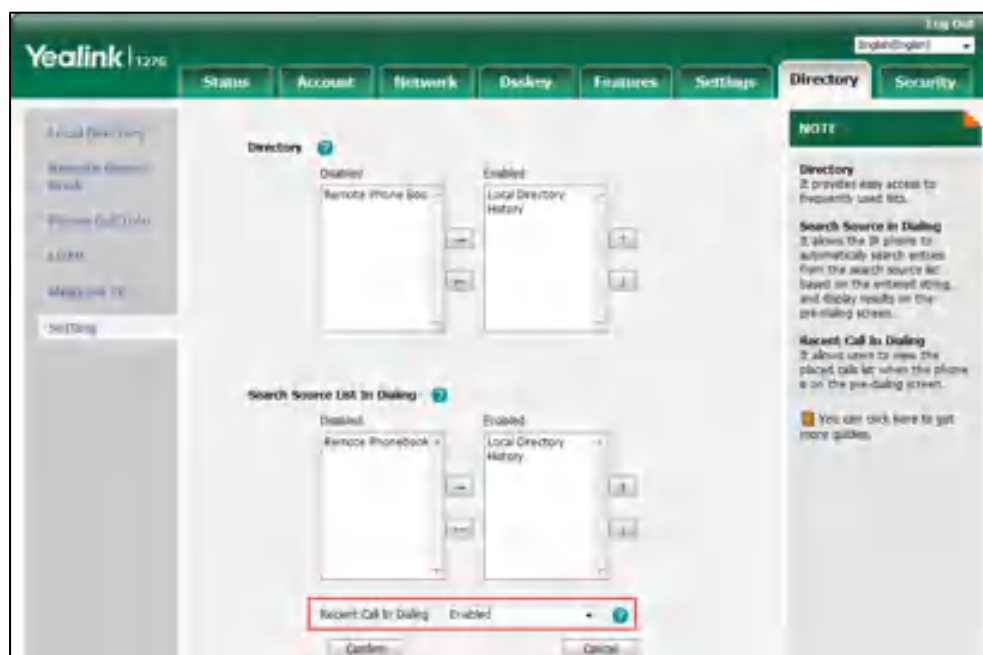 Log Out
English(English)
Yealink T27G
Status
Account
Network
Dsskey
Features
Settings
Directory
Security
Local Directory
Remote Phone
Book
Phone Call Info
LDAP
Multicast IP
Setting
Directory
Disabled
Enabled
Remote Phone Boo
Local Directory
History
Search Source List In Dialing
Disabled
Enabled
Remote Phonebook
Local Directory
History
Recent Call In Dialing Enabled
Confirm
Cancel
NOTE
Directory
It provides easy access to
frequently used lists.
Search Source in Dialing
It allows the IP phone to
automatically search entries
from the search source list
based on the entered string,
and display results on the
pre-dialing screen.
Recent Call In Dialing
It allows users to view the
placed calls list when the phone
is on the pre-dialing screen.
You can click here to get
more guides.